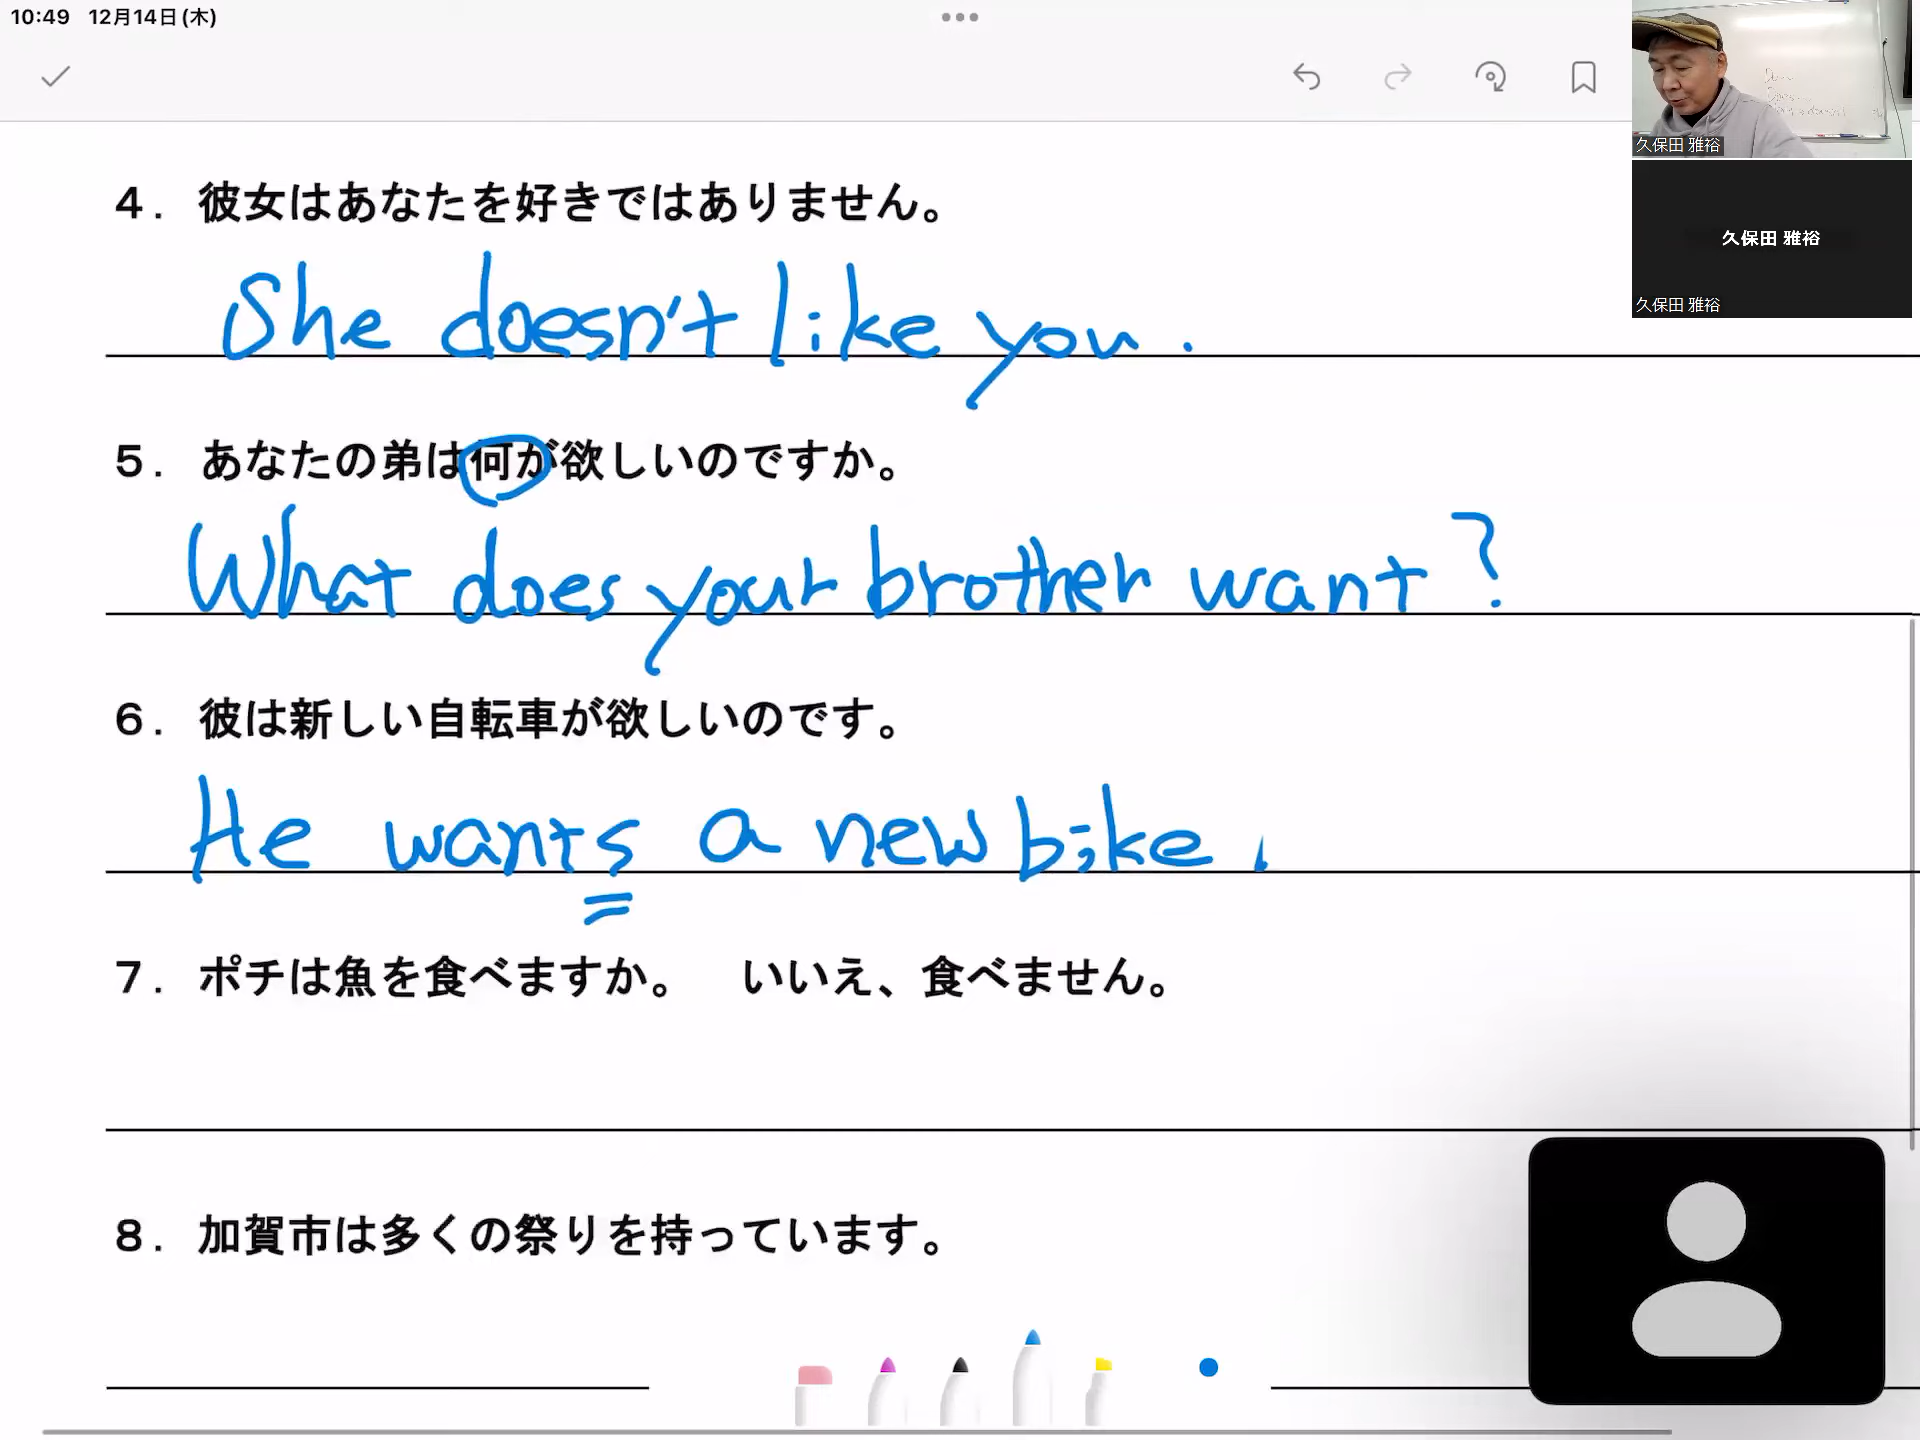 10:49 12月14日(木)
久保田 雅裕
久保田 雅裕
久保田 雅裕
4. 彼女はあなたを好きではありません。
She doesn't like you.
5. あなたの弟は何が欲しいのですか。
What does your brother want?
6. 彼は新しい自転車が欲しいのです。
He wants a new bike.
7. ポチは魚を食べますか。 いいえ、食べません。
8. 加賀市は多くの祭りを持っています。